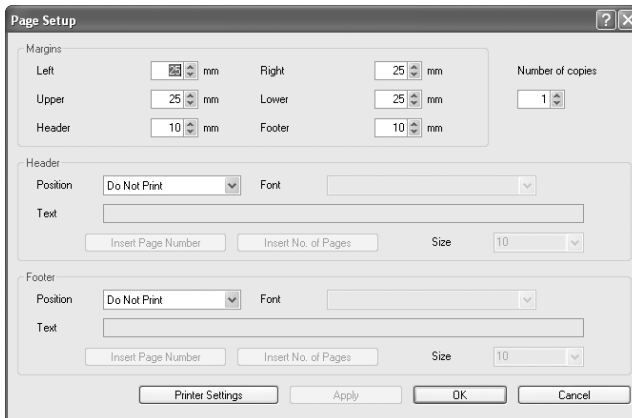 Page Setup
Margins
Left 25 mm Right 25 mm Number of copies
Upper 25 mm Lower 25 mm 1
Header 10 mm Footer 10 mm
Header
Position Do Not Print Font
Text
Insert Page Number Insert No. of Pages Size 10
Footer
Position Do Not Print Font
Text
Insert Page Number Insert No. of Pages Size 10
Printer Settings Apply OK Cancel